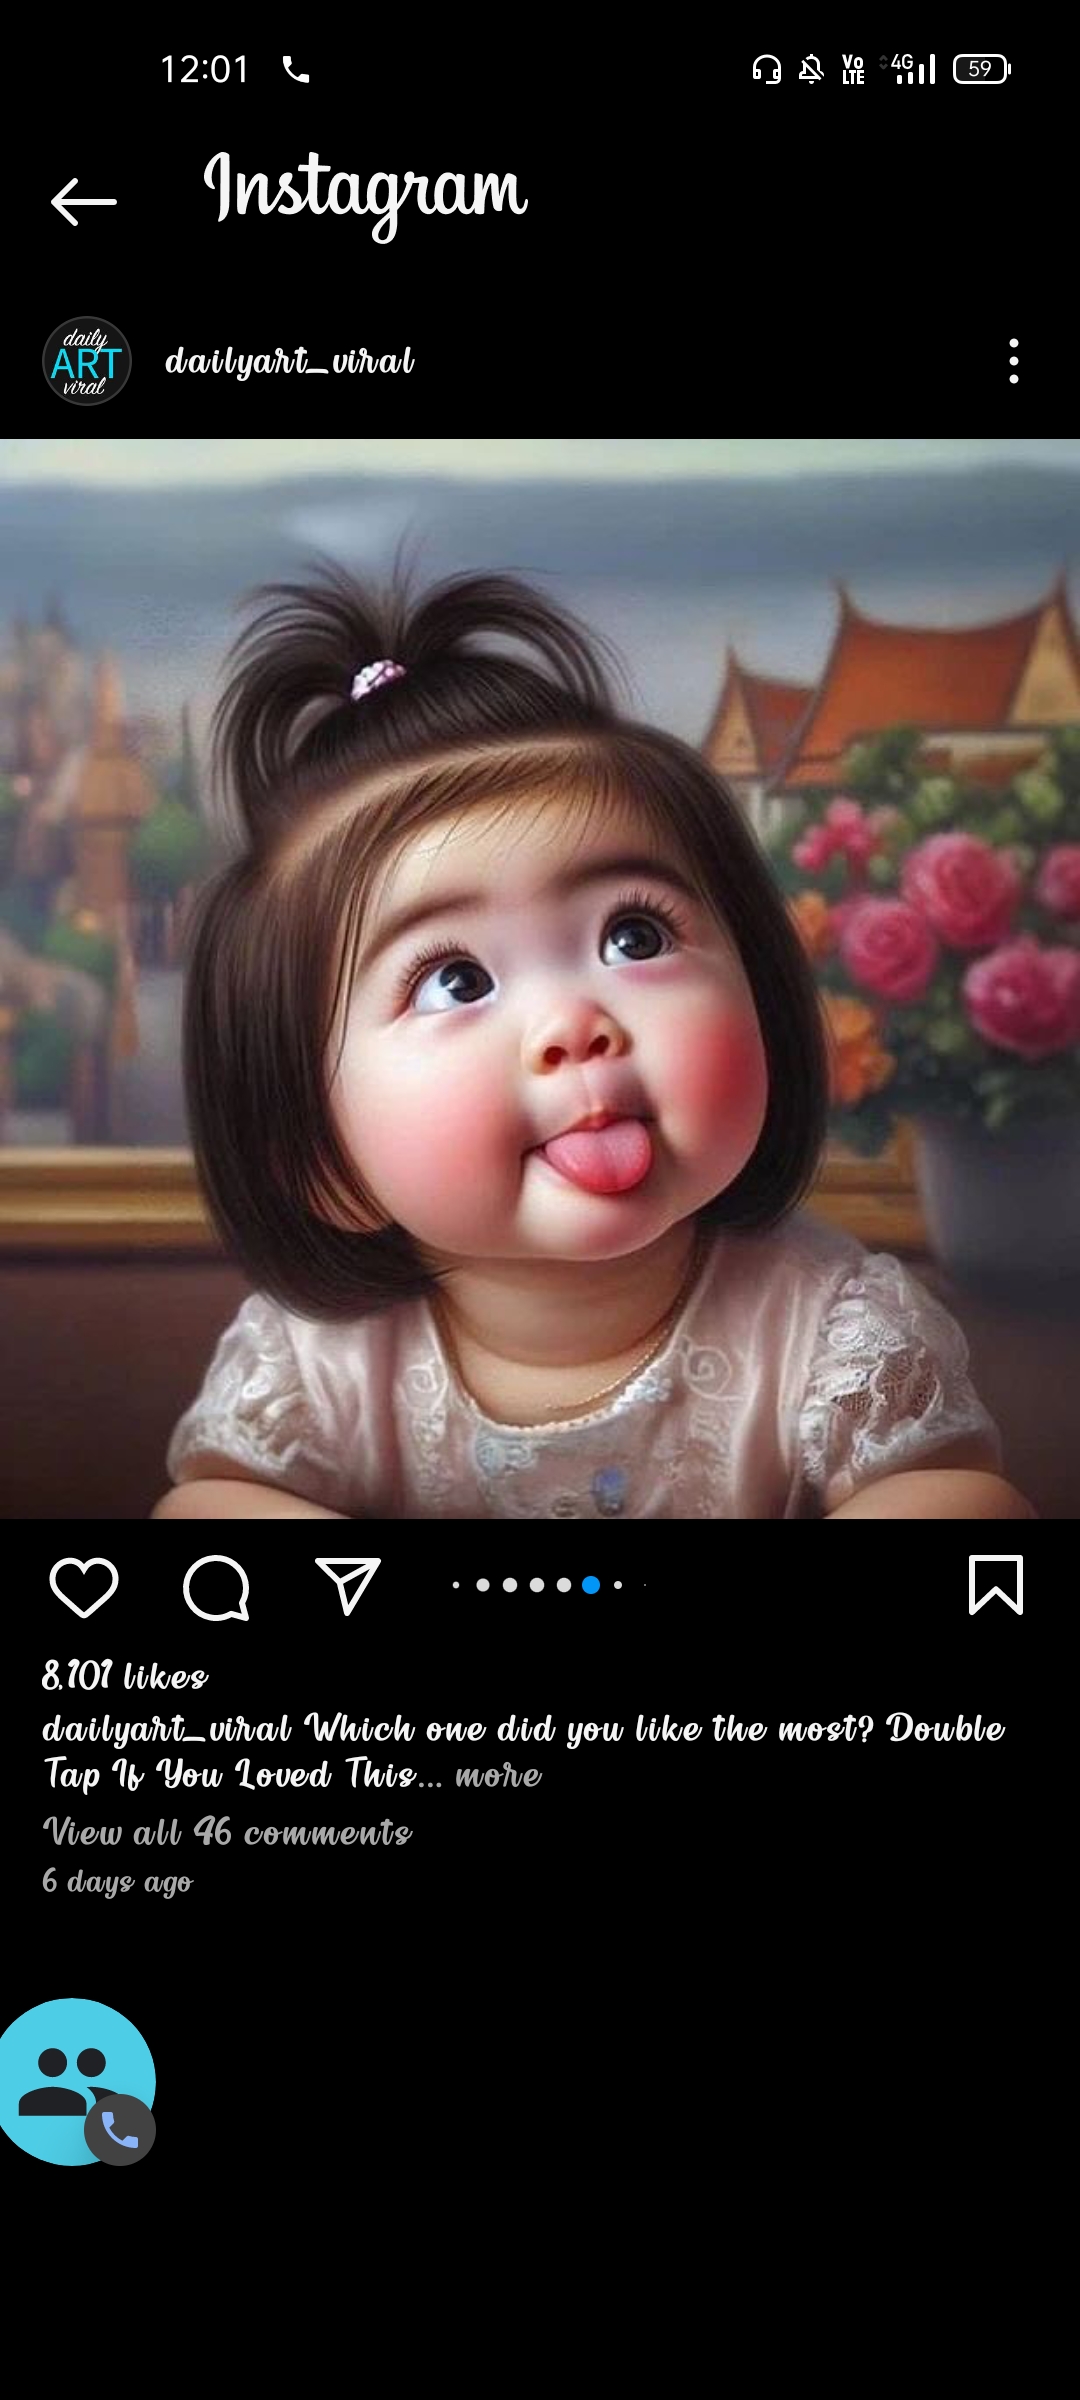 12:01
Vo
LTE
4G
59
Instagram
daily
ART
viral
dailyart_viral
8,101 likes
dailyart_viral Which one did you like the most? Double
Tap If You Loved This... more
View all 46 comments
6 days ago